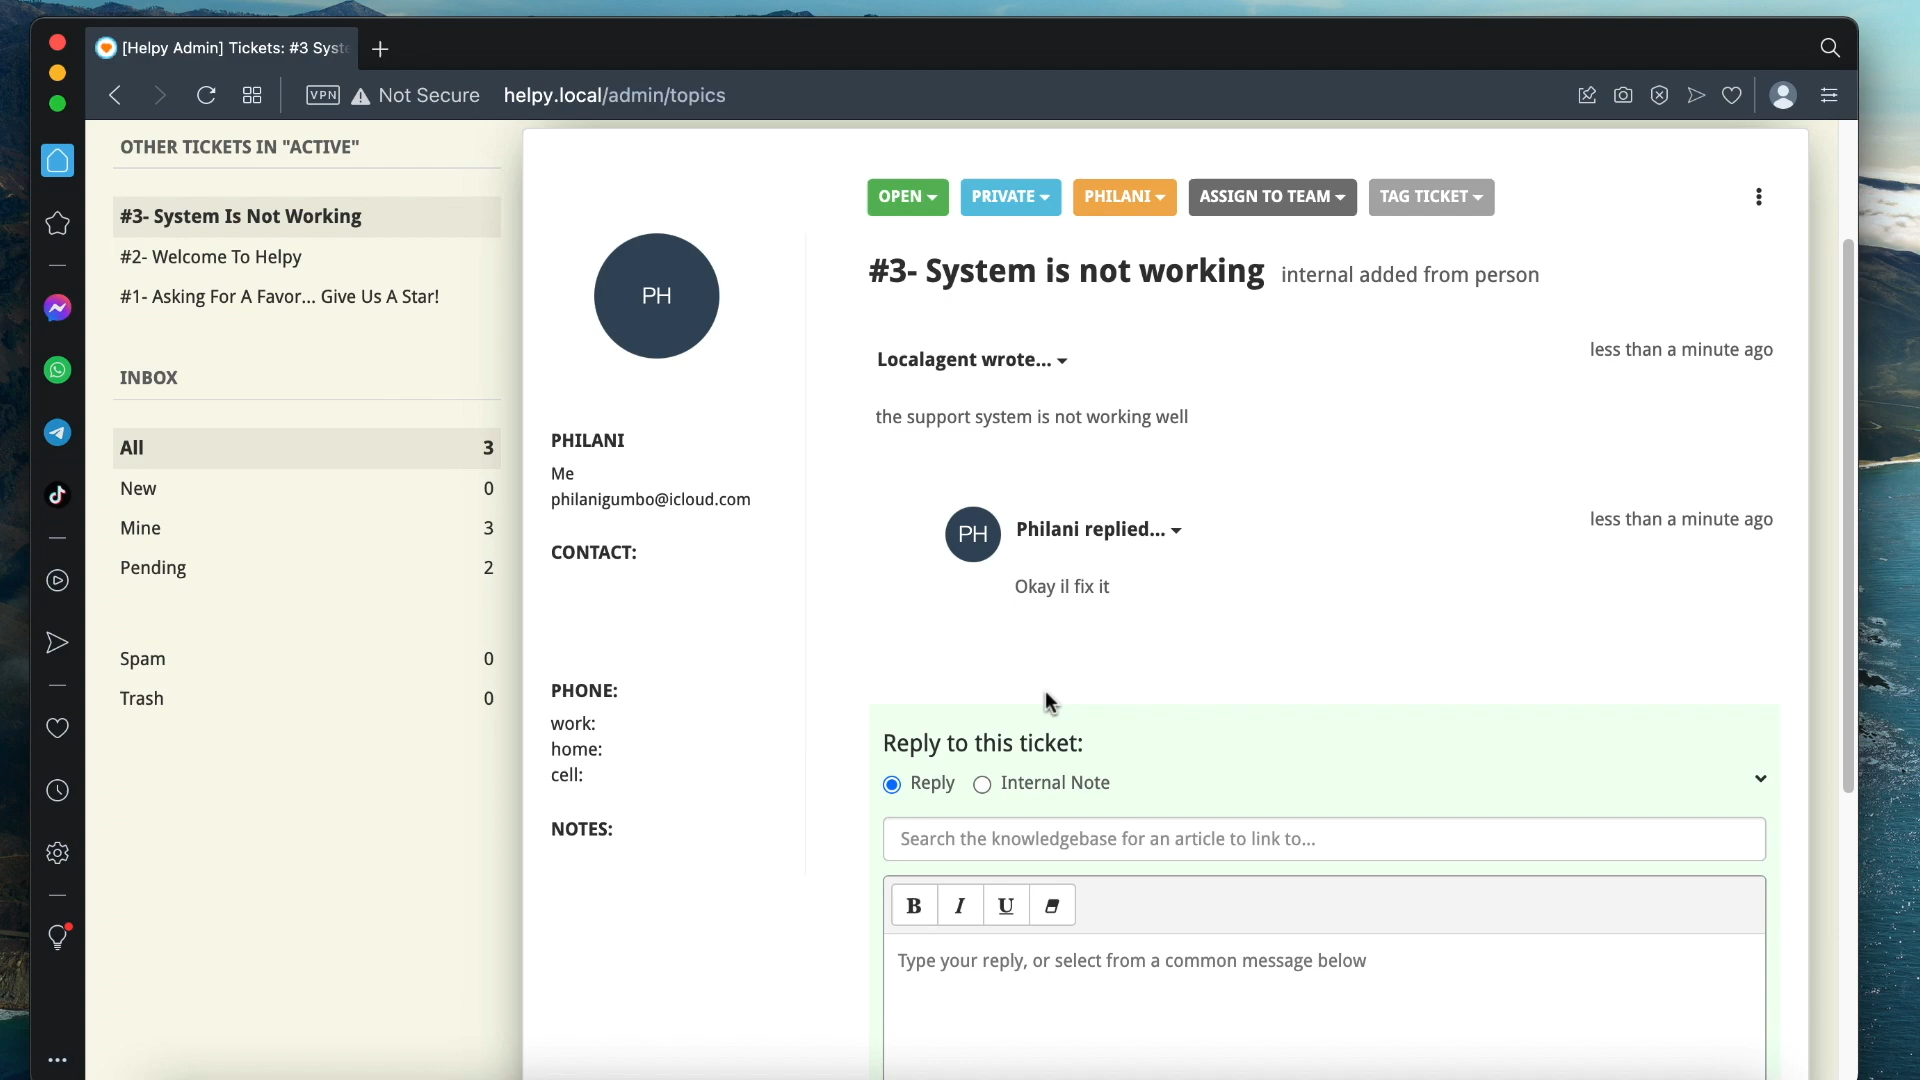 [Helpy Admin] Tickets: #3 Syst
VPN Not Secure helpy.local/admin/topics
OTHER TICKETS IN "ACTIVE"
#3- System Is Not Working
#2- Welcome To Helpy
#1- Asking For A Favor... Give Us A Star!
INBOX
All 3
New 0
Mine 3
Pending 2
Spam 0
Trash 0
PH
PHILANI
Me
philanigumbo@icloud.com
CONTACT:
PHONE:
work:
home:
cell:
NOTES:
OPEN PRIVATE PHILANI ASSIGN TO TEAM TAG TICKET
#3- System is not working internal added from person
Localagent wrote... less than a minute ago
the support system is not working well
PH Philani replied... less than a minute ago
Okay il fix it
Reply to this ticket:
Reply Internal Note
Search the knowledgebase for an article to link to...
B I U
Type your reply, or select from a common message below